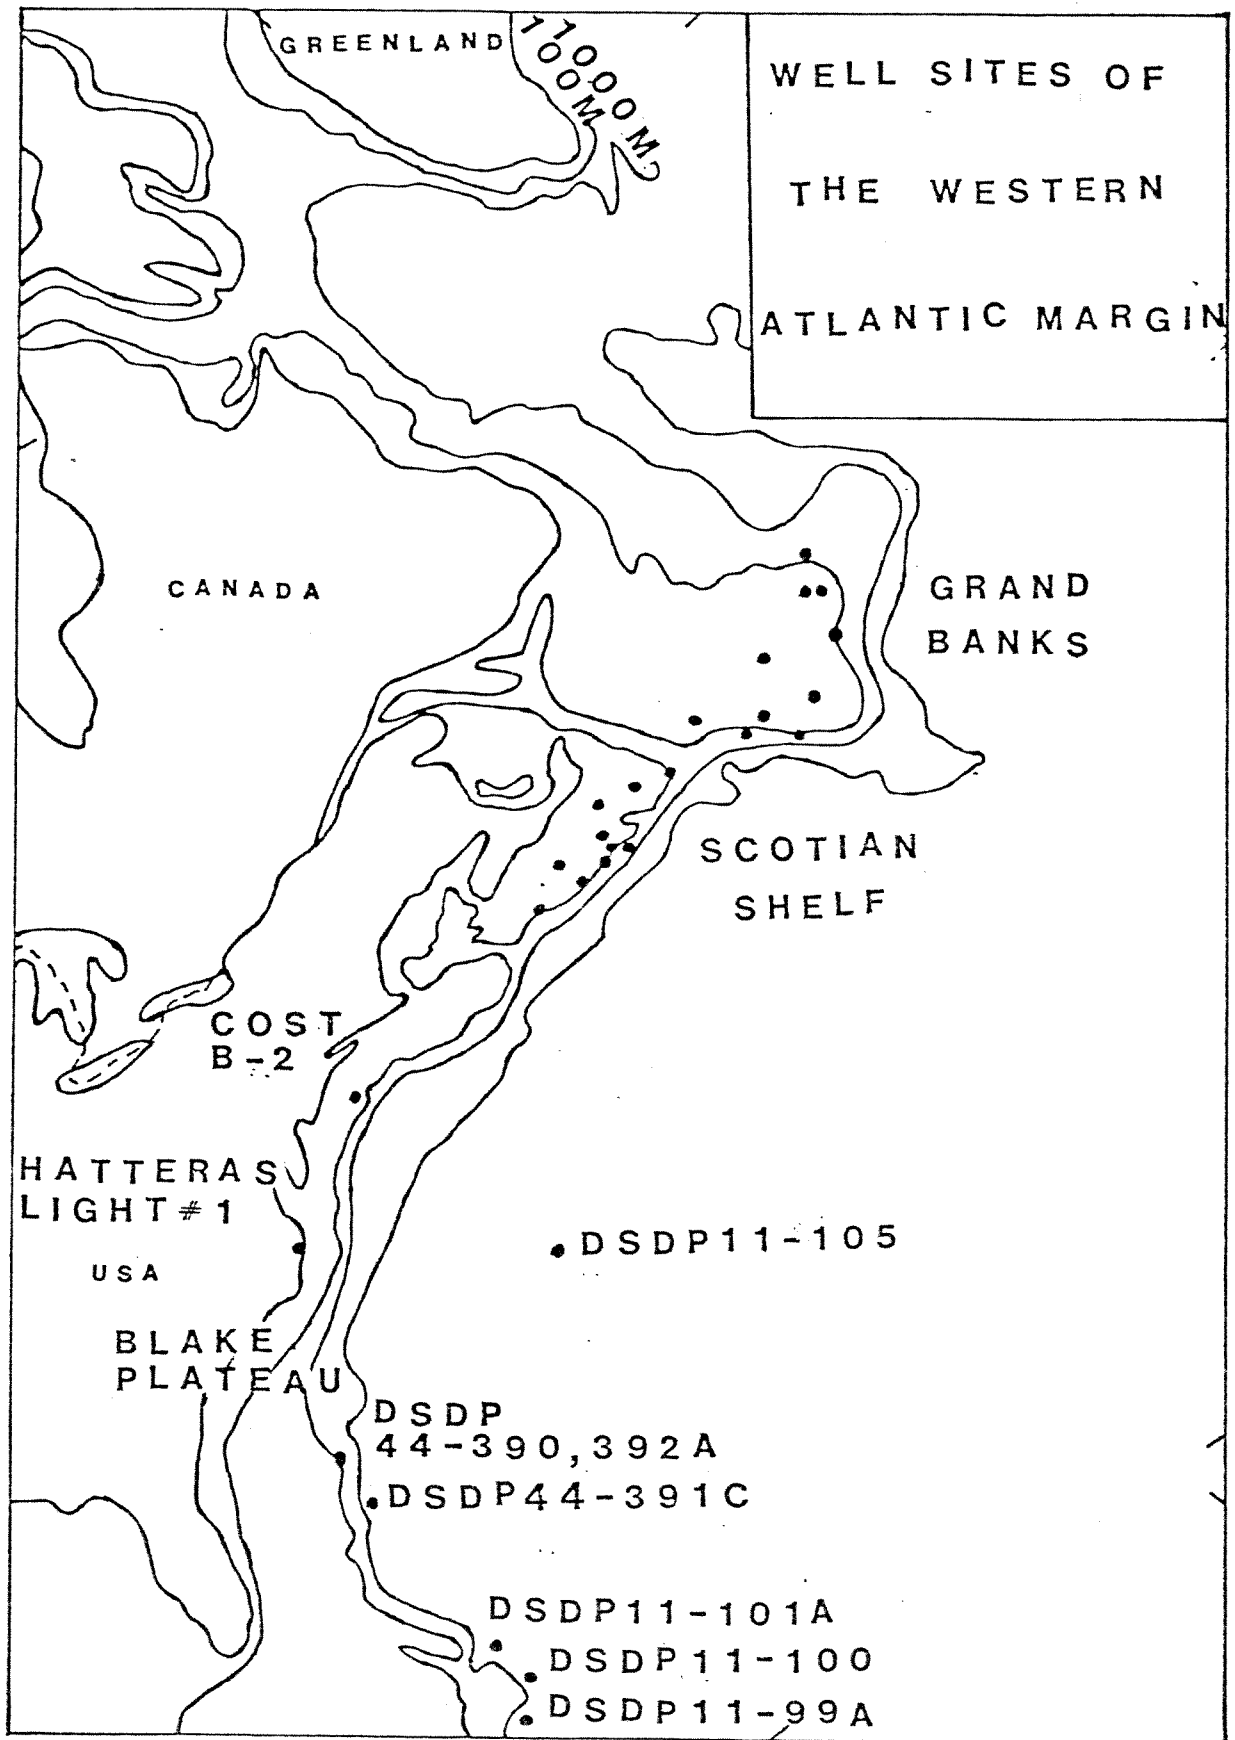 GREENLAND
1000M
100M
WELL SITES OF
THE WESTERN
ATLANTIC MARGIN
CANADA
GRAND
BANKS
SCOTIAN
SHELF
COST
B-2
HATTERAS
LIGHT #1
USA
DSDP11-105
BLAKE
PLATEAU
DSDP
44-390,392A
DSDP44-391C
DSDP11-101A
DSDP11-100
DSDP11-99A